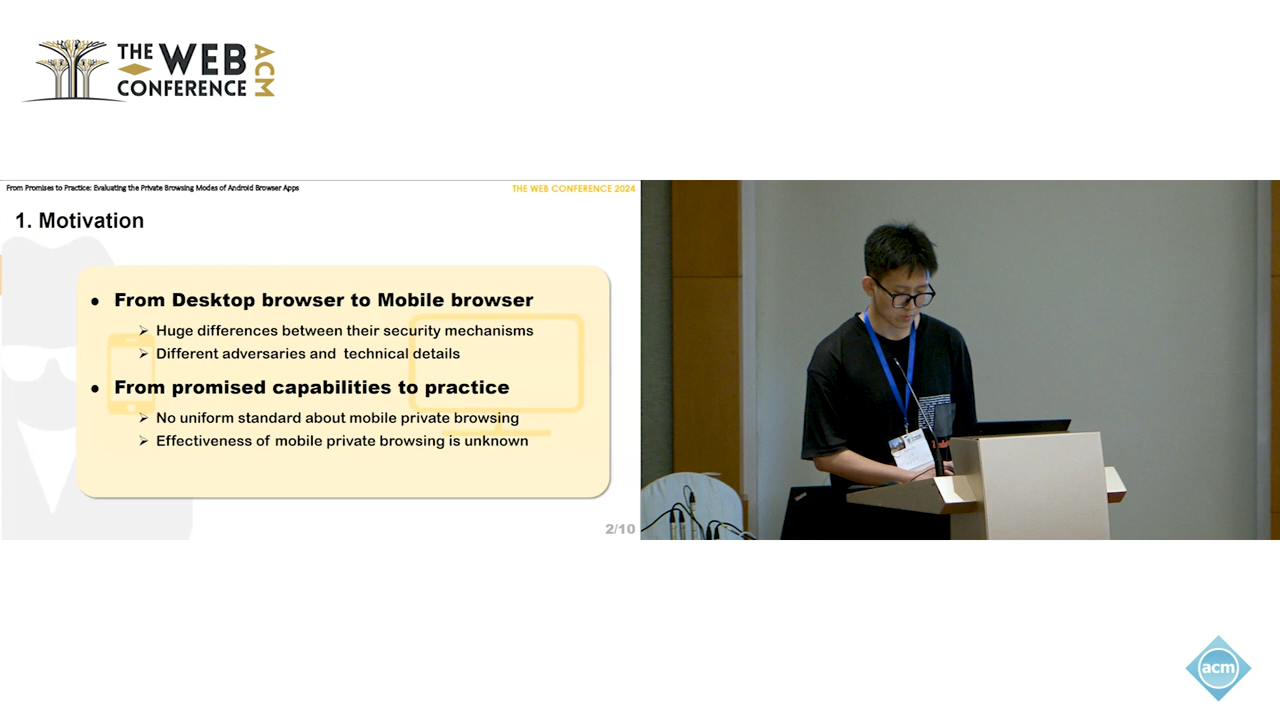 THE
WEB
CONFERENCE
ACM
From Promises to Practice: Evaluating the Private Browsing Modes of Android Browser Apps
THE WEB CONFERENCE 2024
1. Motivation
● From Desktop browser to Mobile browser
➢ Huge differences between their security mechanisms
➢ Different adversaries and technical details
● From promised capabilities to practice
➢ No uniform standard about mobile private browsing
➢ Effectiveness of mobile private browsing is unknown
2/10
acm